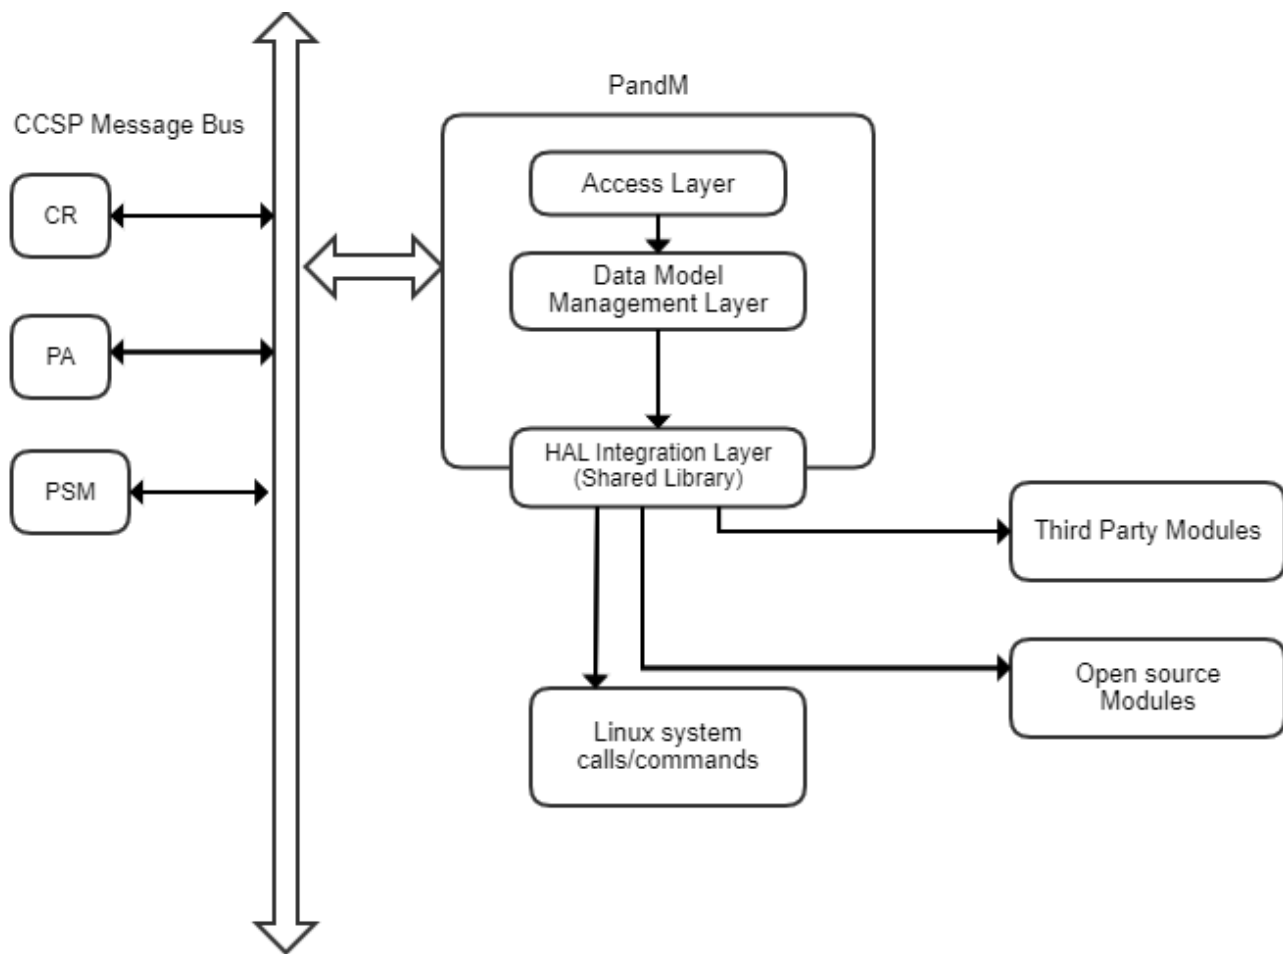 PandM
CCSP Message Bus
CR
PA
PSM
Access Layer
Data Model
Management Layer
HAL Integration Layer
(Shared Library)
Third Party Modules
Open source
Modules
Linux system
calls/commands